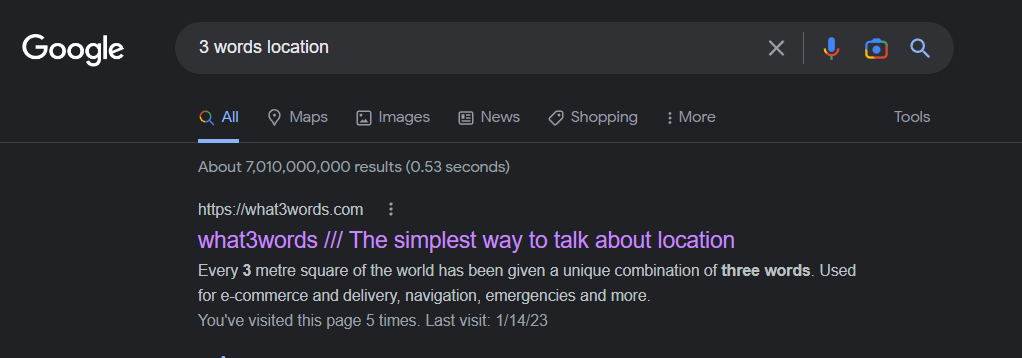 Google
3 words location
All Maps Images News Shopping More Tools
About 7,010,000,000 results (0.53 seconds)
https://what3words.com
what3words /// The simplest way to talk about location
Every 3 metre square of the world has been given a unique combination of three words. Used
for e-commerce and delivery, navigation, emergencies and more.
You've visited this page 5 times. Last visit: 1/14/23